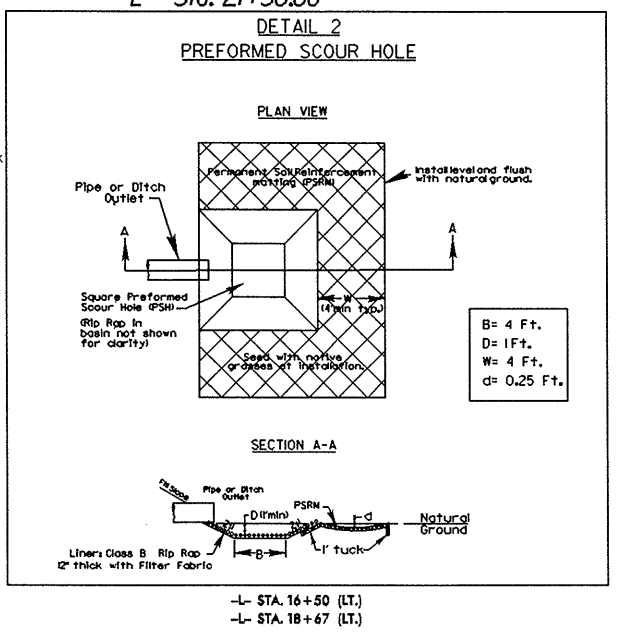 DETAIL 2
PREFORMED SCOUR HOLE
PLAN VIEW
Permanent Soil Reinforcement
matting (PSRM)
Install level and flush
with natural ground.
Pipe or Ditch
Outlet
A
A
W
(4'min typ.)
Square Preformed
Scour Hole (PSH)
(Rip Rap in
basin not shown
for clarity)
Seed with native
grasses at installation.
B= 4 Ft.
D= 1Ft.
W= 4 Ft.
d= 0.25 Ft.
SECTION A-A
Fill Slope
Pipe or Ditch
Outlet
D(1'min)
PSRM
d
Natural
Ground
B
1' tuck
Liner: Class B Rip Rap
12" thick with Filter Fabric
-L- STA. 16+50 (LT.)
-L- STA. 18+67 (LT.)